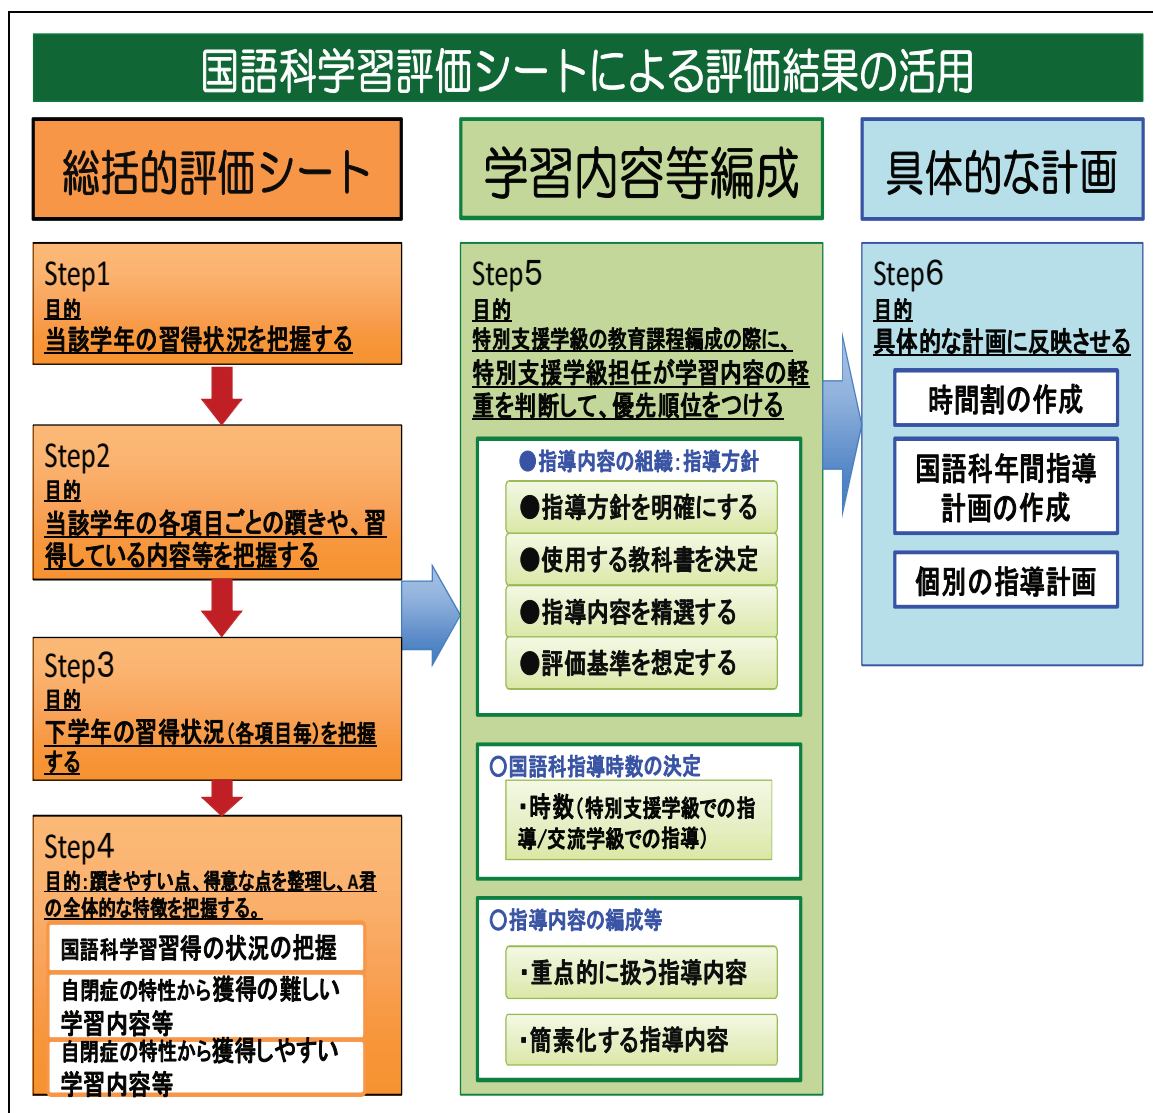 国語科学習評価シートによる評価結果の活用
総括的評価シート
Step1
目的
当該学年の習得状況を把握する
Step2
目的
当該学年の各項目ごとの躓きや、習
得している内容等を把握する
Step3
目的
下学年の習得状況(各項目毎)を把握
する
Step4
目的:躓きやすい点、得意な点を整理し、A君
の全体的な特徴を把握する。
国語科学習習得の状況の把握
自閉症の特性から獲得の難しい
学習内容等
自閉症の特性から獲得しやすい
学習内容等
学習内容等編成
Step5
目的
特別支援学級の教育課程編成の際に、
特別支援学級担任が学習内容の軽
重を判断して、優先順位をつける
●指導内容の組織:指導方針
●指導方針を明確にする
●使用する教科書を決定
●指導内容を精選する
●評価基準を想定する
○国語科指導時数の決定
・時数(特別支援学級での指
導/交流学級での指導)
○指導内容の編成等
・重点的に扱う指導内容
・簡素化する指導内容
具体的な計画
Step6
目的
具体的な計画に反映させる
時間割の作成
国語科年間指導
計画の作成
個別の指導計画